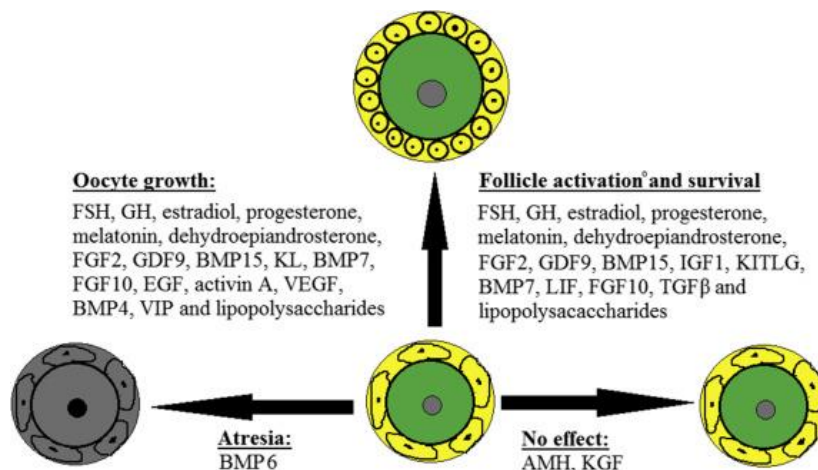 Oocyte growth:
FSH, GH, estradiol, progesterone,
melatonin, dehydroepiandrosterone,
FGF2, GDF9, BMP15, KL, BMP7,
FGF10, EGF, activin A, VEGF,
BMP4, VIP and lipopolysaccharides
Follicle activation and survival
FSH, GH, estradiol, progesterone,
melatonin, dehydroepiandrosterone,
FGF2, GDF9, BMP15, IGF1, KITLG,
BMP7, LIF, FGF10, TGFβ and
lipopolysacaccharides
Atresia:
BMP6
No effect:
AMH, KGF